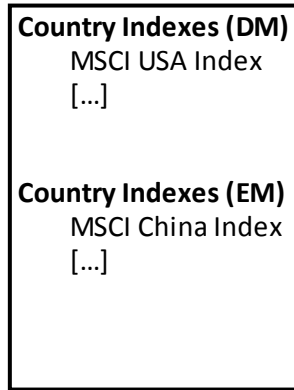 Country Indexes (DM)
MSCI USA Index
[…]
Country Indexes (EM)
MSCI China Index
[…]